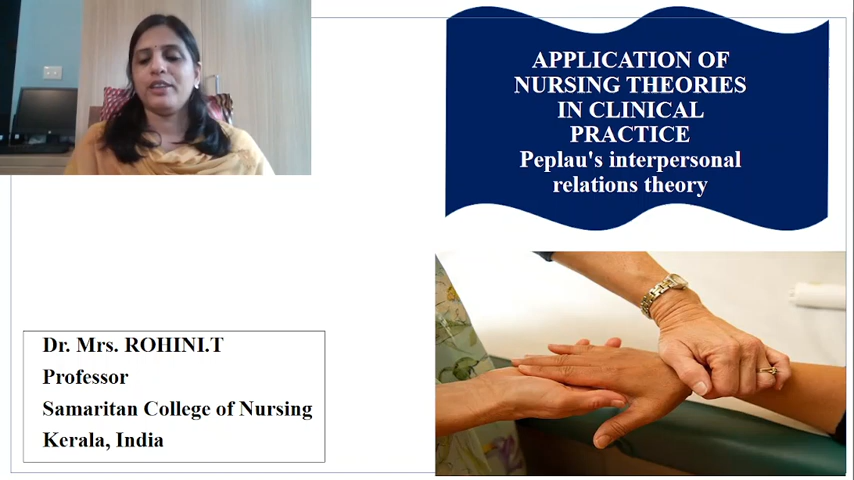 APPLICATION OF
NURSING THEORIES
IN CLINICAL
PRACTICE
Peplau's interpersonal
relations theory
Dr. Mrs. ROHINI.T
Professor
Samaritan College of Nursing
Kerala, India